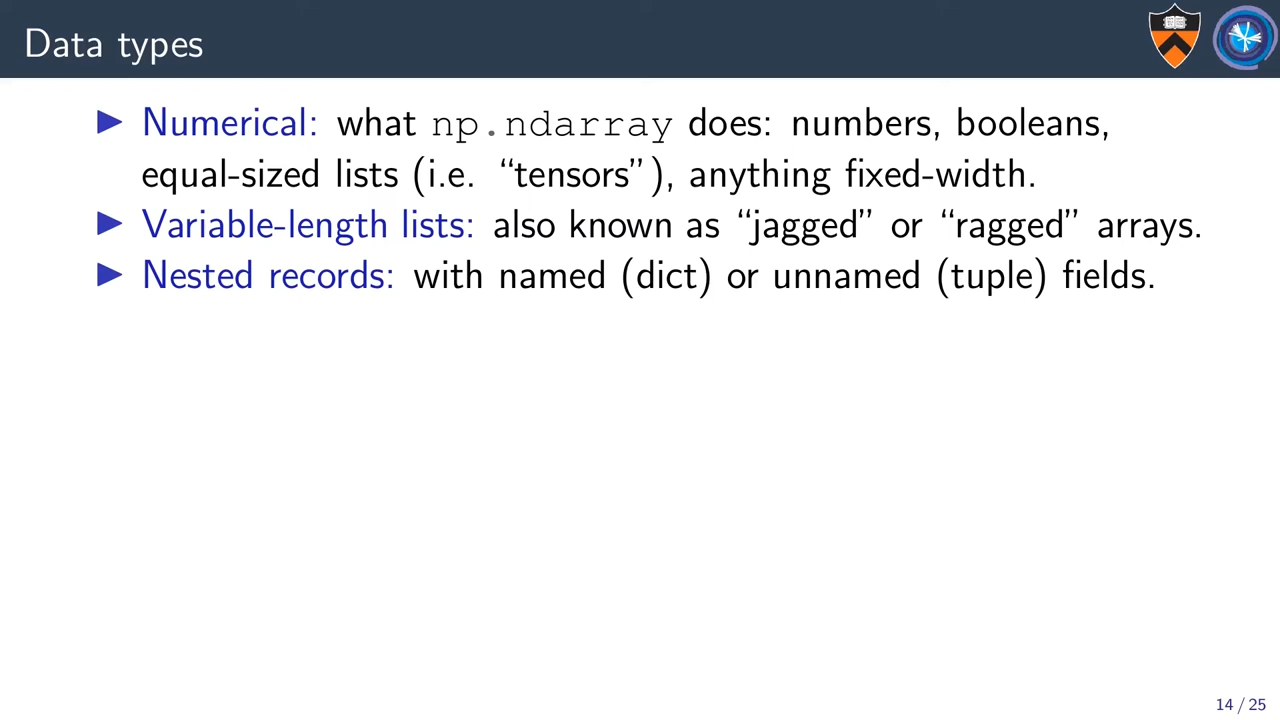 Data types
▶ Numerical: what np.ndarray does: numbers, booleans,
equal-sized lists (i.e. “tensors”), anything fixed-width.
▶ Variable-length lists: also known as “jagged” or “ragged” arrays.
▶ Nested records: with named (dict) or unnamed (tuple) fields.
14 / 25